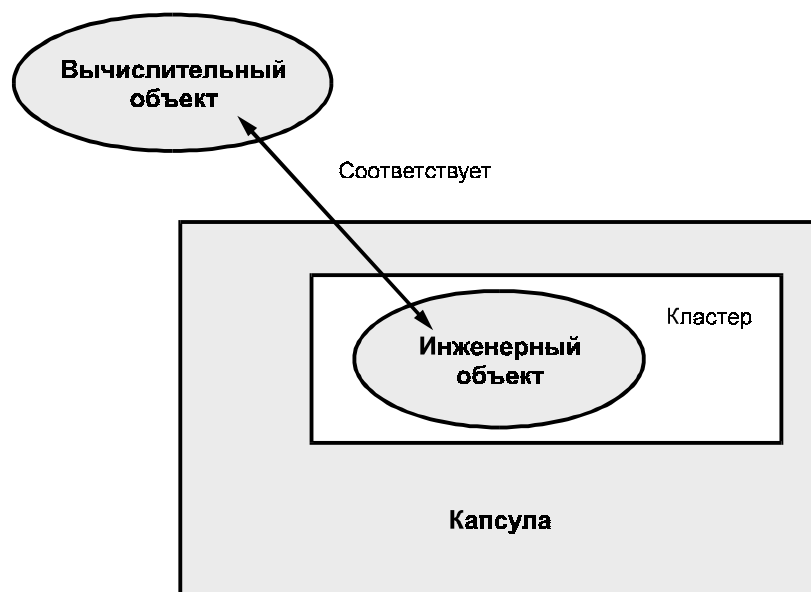 Вычислительный
объект
Соответствует
Кластер
Инженерный
объект
Капсула